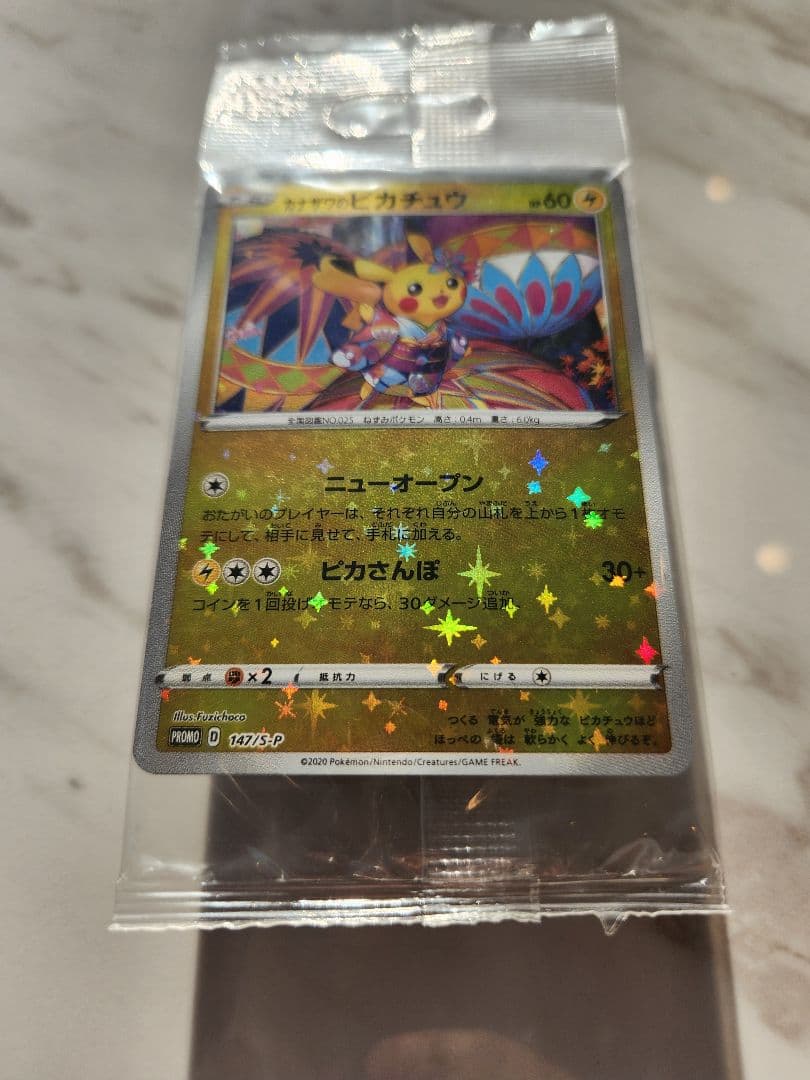 カナザワのピカチュウ HP60
全国図鑑NO.025 ねずみポケモン 高さ:0.4m 重さ:6.0kg
ニューオープン
おたがいのプレイヤーは、それぞれ自分の山札を上から1枚オモ
テにして、相手に見せて、手札に加える。
ピカさんぽ 30+
コインを1回投げオモテなら、30ダメージ追加。
弱点 ×2 抵抗力 にげる
Illus.Fuzichoco
つくる 電気が 強力な ピカチュウほど
ほっぺの 袋は 軟らかく よく 伸びるぞ。
PROMO D 147/S-P
©2020 Pokémon/Nintendo/Creatures/GAME FREAK.